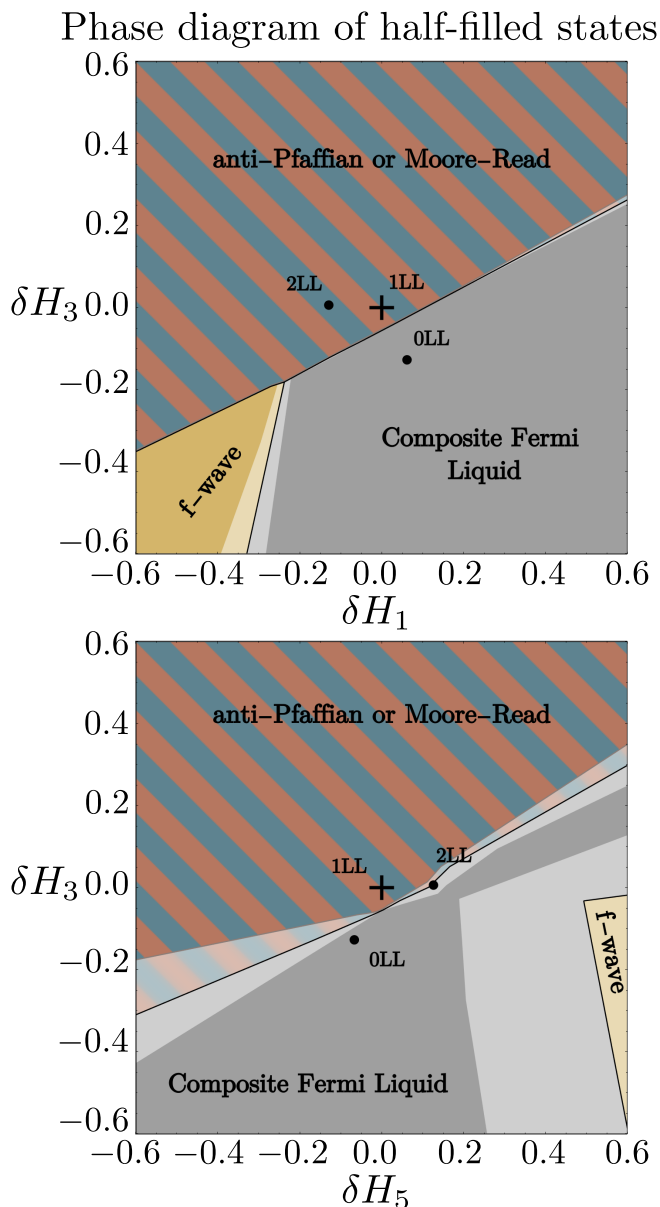 Phase diagram of half-filled states
0.6
anti-Pfaffian or Moore-Read
0.4
0.2
2LL
1LL
δH3
0.0
0LL
−0.2
Composite Fermi
Liquid
f-wave
−0.4
−0.6
−0.6 −0.4 −0.2 0.0 0.2 0.4 0.6
δH1
0.6
anti-Pfaffian or Moore-Read
0.4
0.2
1LL
2LL
δH3
0.0
0LL
f-wave
−0.2
−0.4
Composite Fermi Liquid
−0.6
−0.6 −0.4 −0.2 0.0 0.2 0.4 0.6
δH5